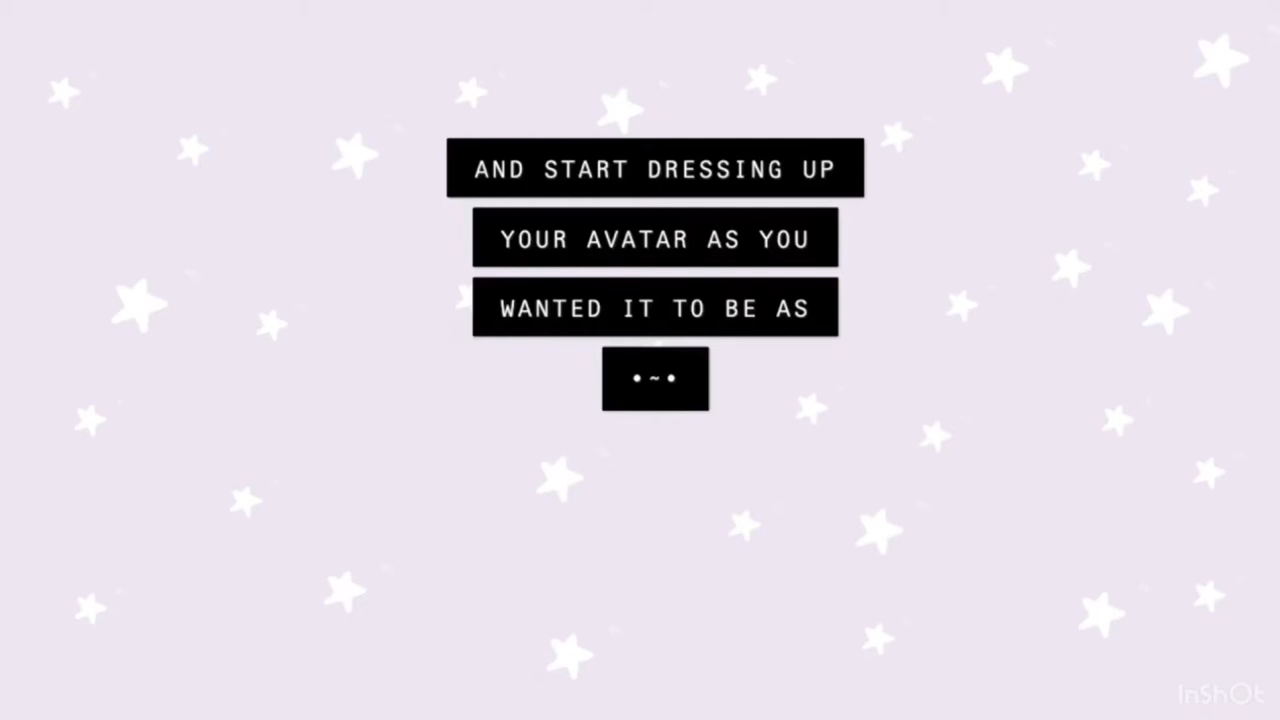 AND START DRESSING UP
YOUR AVATAR AS YOU
WANTED IT TO BE AS
•~•
InShOt